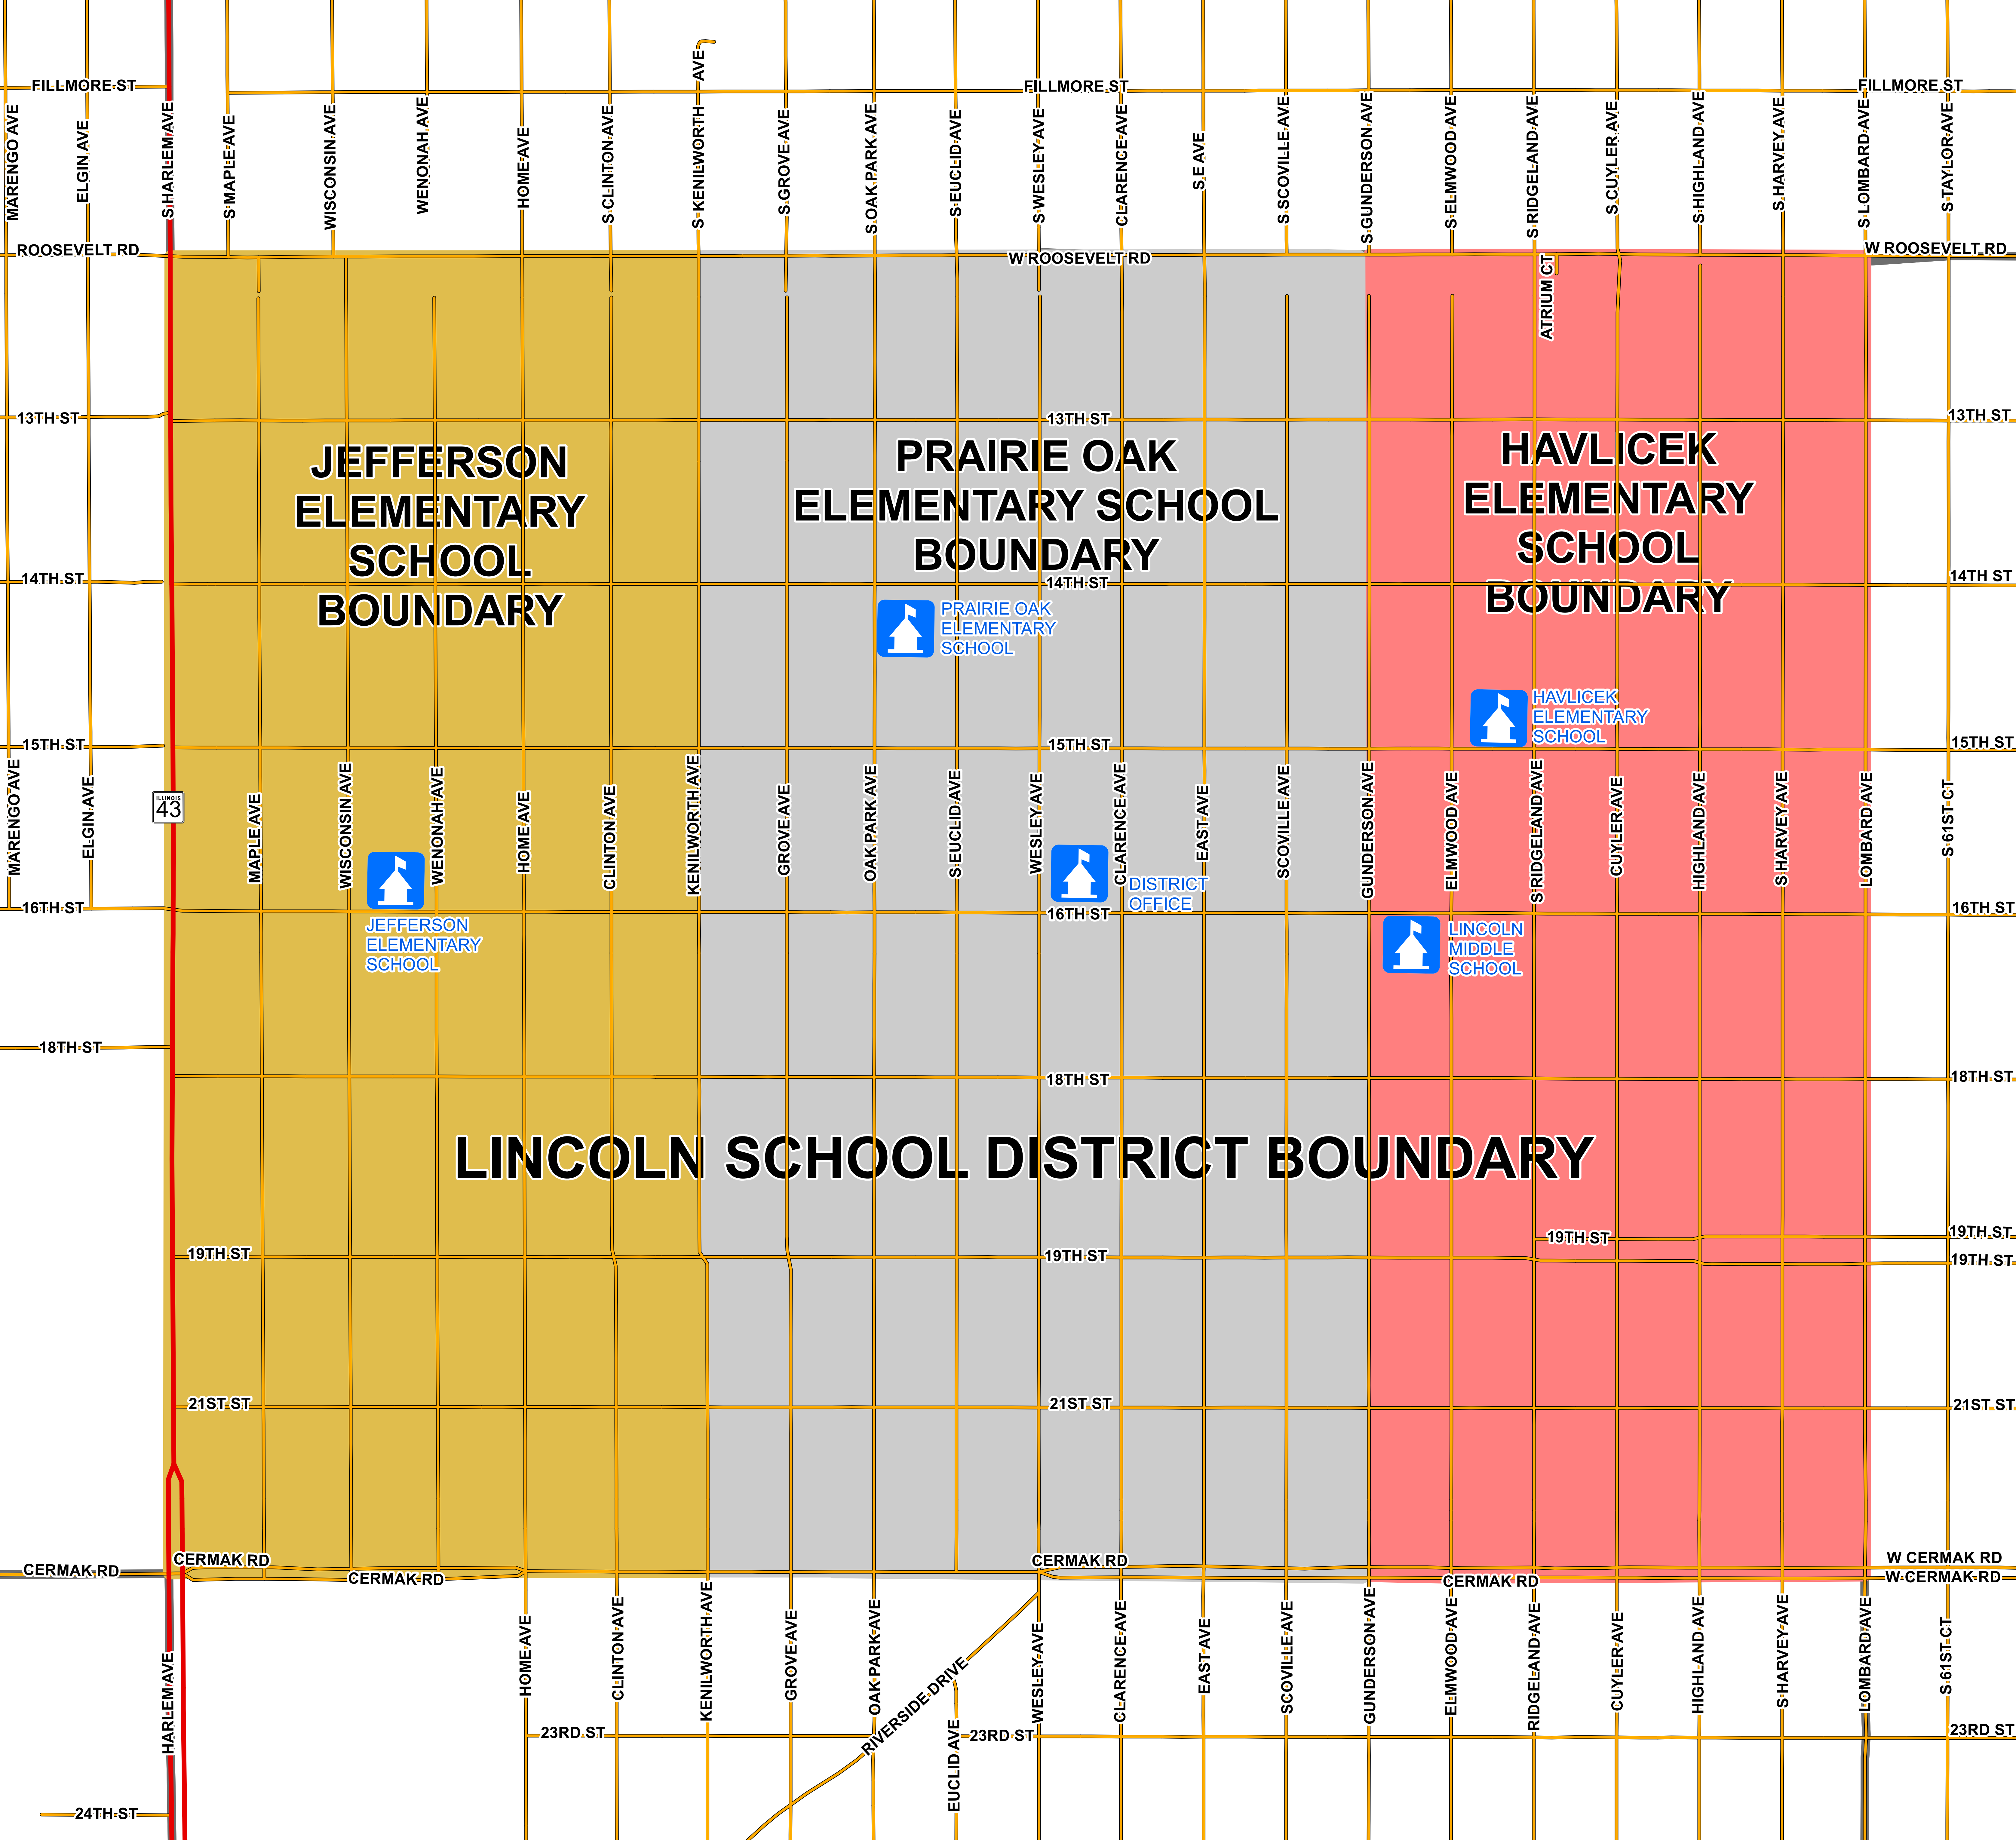 FILLMORE ST
FILLMORE ST
FILLMORE ST
MARENGO AVE
ELGIN AVE
S HARLEM AVE
S MAPLE AVE
WISCONSIN AVE
WENONAH AVE
HOME AVE
S CLINTON AVE
S KENILWORTH AVE
S GROVE AVE
S OAK PARK AVE
S EUCLID AVE
S WESLEY AVE
CLARENCE AVE
S E AVE
S SCOVILLE AVE
S GUNDERSON AVE
S ELMWOOD AVE
S RIDGELAND AVE
S CUYLER AVE
S HIGHLAND AVE
S HARVEY AVE
S LOMBARD AVE
S TAYLOR AVE
ROOSEVELT RD
W ROOSEVELT RD
W ROOSEVELT RD
ATRIUM CT
13TH ST
13TH ST
13TH ST
JEFFERSON
ELEMENTARY
SCHOOL
BOUNDARY
PRAIRIE OAK
ELEMENTARY SCHOOL
BOUNDARY
HAVLICEK
ELEMENTARY
SCHOOL
BOUNDARY
14TH ST
14TH ST
14TH ST
PRAIRIE OAK
ELEMENTARY
SCHOOL
HAVLICEK
ELEMENTARY
SCHOOL
15TH ST
15TH ST
15TH ST
ILLINOIS
43
MARENGO AVE
ELGIN AVE
MAPLE AVE
WISCONSIN AVE
WENONAH AVE
HOME AVE
CLINTON AVE
KENILWORTH AVE
GROVE AVE
OAK PARK AVE
S EUCLID AVE
WESLEY AVE
CLARENCE AVE
EAST AVE
SCOVILLE AVE
GUNDERSON AVE
ELMWOOD AVE
S RIDGELAND AVE
CUYLER AVE
HIGHLAND AVE
S HARVEY AVE
LOMBARD AVE
S 61ST CT
DISTRICT
OFFICE
16TH ST
16TH ST
16TH ST
JEFFERSON
ELEMENTARY
SCHOOL
LINCOLN
MIDDLE
SCHOOL
18TH ST
18TH ST
18TH ST
LINCOLN SCHOOL DISTRICT BOUNDARY
19TH ST
19TH ST
19TH ST
19TH ST
19TH ST
21ST ST
21ST ST
21ST ST
CERMAK RD
CERMAK RD
CERMAK RD
CERMAK RD
CERMAK RD
W CERMAK RD
W CERMAK RD
HARLEM AVE
HOME AVE
CLINTON AVE
KENILWORTH AVE
GROVE AVE
OAK PARK AVE
RIVERSIDE DRIVE
EUCLID AVE
WESLEY AVE
CLARENCE AVE
EAST AVE
SCOVILLE AVE
GUNDERSON AVE
ELMWOOD AVE
RIDGELAND AVE
CUYLER AVE
HIGHLAND AVE
S HARVEY AVE
LOMBARD AVE
S 61ST CT
23RD ST
23RD ST
23RD ST
24TH ST